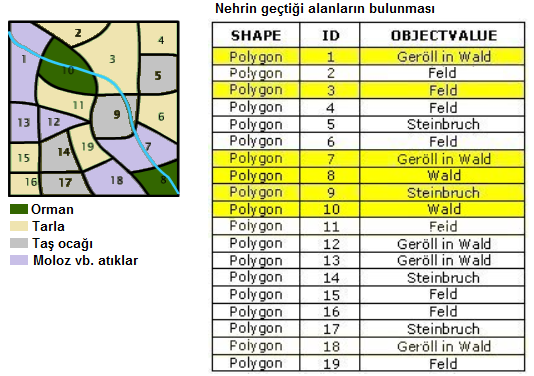 Nehrin geçtiği alanların bulunması
1
2
3
4
5
10
11
13
12
9
6
7
15
14
19
16
17
18
8
Orman
Tarla
Taş ocağı
Moloz vb. atıklar
SHAPE ID OBJECTVALUE
Polygon 1 Geröll in Wald
Polygon 2 Feld
Polygon 3 Feld
Polygon 4 Feld
Polygon 5 Steinbruch
Polygon 6 Feld
Polygon 7 Geröll in Wald
Polygon 8 Wald
Polygon 9 Steinbruch
Polygon 10 Wald
Polygon 11 Feld
Polygon 12 Geröll in Wald
Polygon 13 Geröll in Wald
Polygon 14 Steinbruch
Polygon 15 Feld
Polygon 16 Feld
Polygon 17 Steinbruch
Polygon 18 Geröll in Wald
Polygon 19 Feld